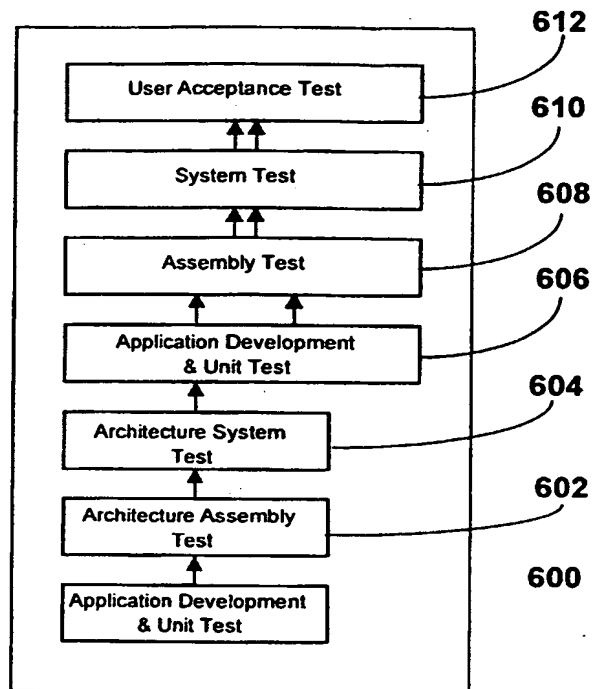 612
User Acceptance Test
610
System Test
608
Assembly Test
606
Application Development
& Unit Test
604
Architecture System
Test
602
Architecture Assembly
Test
600
Application Development
& Unit Test